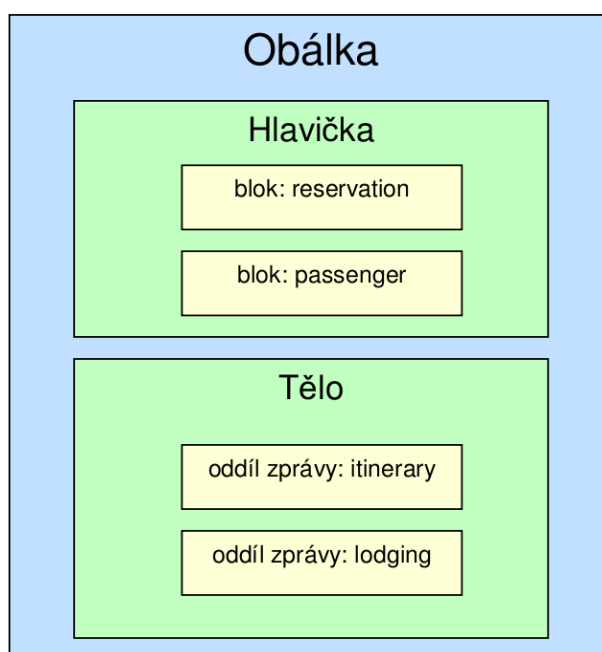 Obálka
Hlavička
blok: reservation
blok: passenger
Tělo
oddíl zprávy: itinerary
oddíl zprávy: lodging